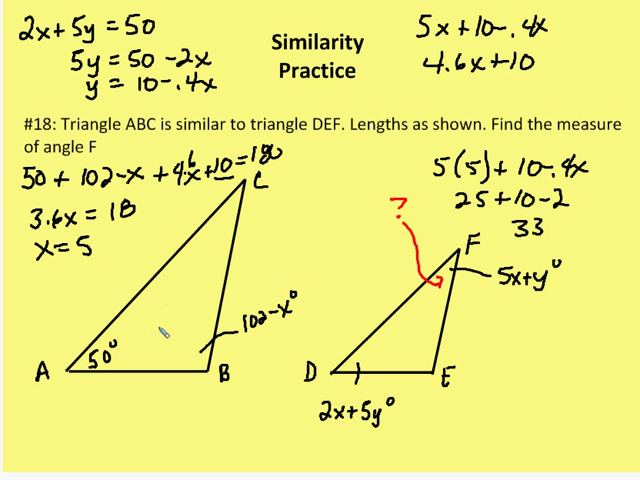 2x+5y=50
5y=50-2x
y=10-.4x
Similarity
Practice
5x+10-.4x
4.6x+10
#18: Triangle ABC is similar to triangle DEF. Lengths as shown. Find the measure
of angle F
50+102-x+4.6x+10=180
3.6x=18
x=5
5(5)+10-.4x
25+10-2
33
?
C
F
5x+y°
102-x°
50°
A
B
D
E
2x+5y°